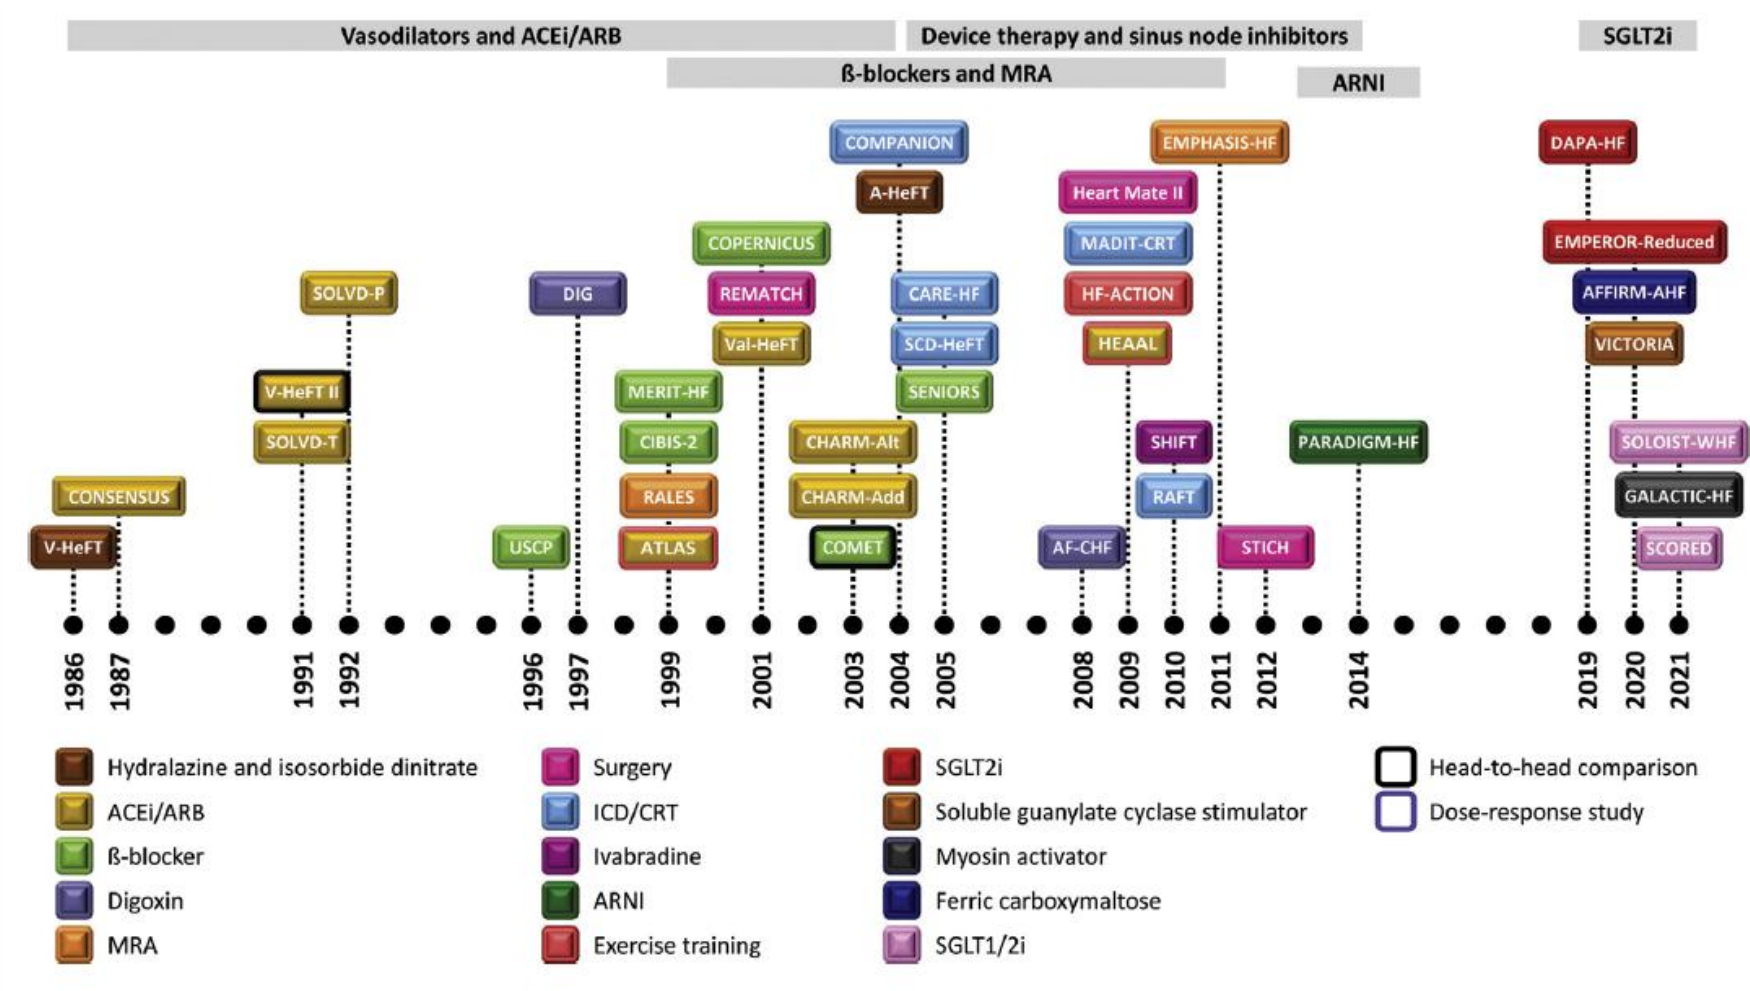 Vasodilators and ACEi/ARB
Device therapy and sinus node inhibitors
SGLT2i
ß-blockers and MRA
ARNI
COMPANION
EMPHASIS-HF
DAPA-HF
A-HeFT
Heart Mate II
COPERNICUS
MADIT-CRT
EMPEROR-Reduced
SOLVD-P
DIG
REMATCH
CARE-HF
HF-ACTION
AFFIRM-AHF
Val-HeFT
SCD-HeFT
HEAAL
VICTORIA
V-HeFT II
MERIT-HF
SENIORS
SOLVD-T
CIBIS-2
CHARM-Alt
SHIFT
PARADIGM-HF
SOLOIST-WHF
CONSENSUS
RALES
CHARM-Add
RAFT
GALACTIC-HF
V-HeFT
USCP
ATLAS
COMET
AF-CHF
STICH
SCORED
1986
1987
1991
1992
1996
1997
1999
2001
2003
2004
2005
2008
2009
2010
2011
2012
2014
2019
2020
2021
Hydralazine and isosorbide dinitrate
ACEi/ARB
ß-blocker
Digoxin
MRA
Surgery
ICD/CRT
Ivabradine
ARNI
Exercise training
SGLT2i
Soluble guanylate cyclase stimulator
Myosin activator
Ferric carboxymaltose
SGLT1/2i
Head-to-head comparison
Dose-response study